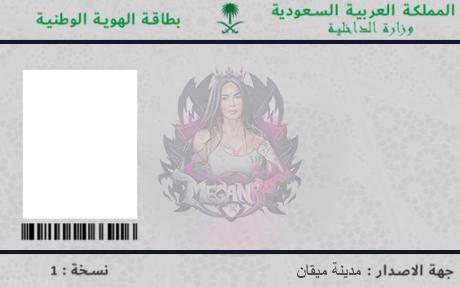 المملكة العربية السعودية
وزارة الداخلية
بطاقة الهوية الوطنية
MEGAN
جهة الاصدار : مدينة ميقان
نسخة : 1